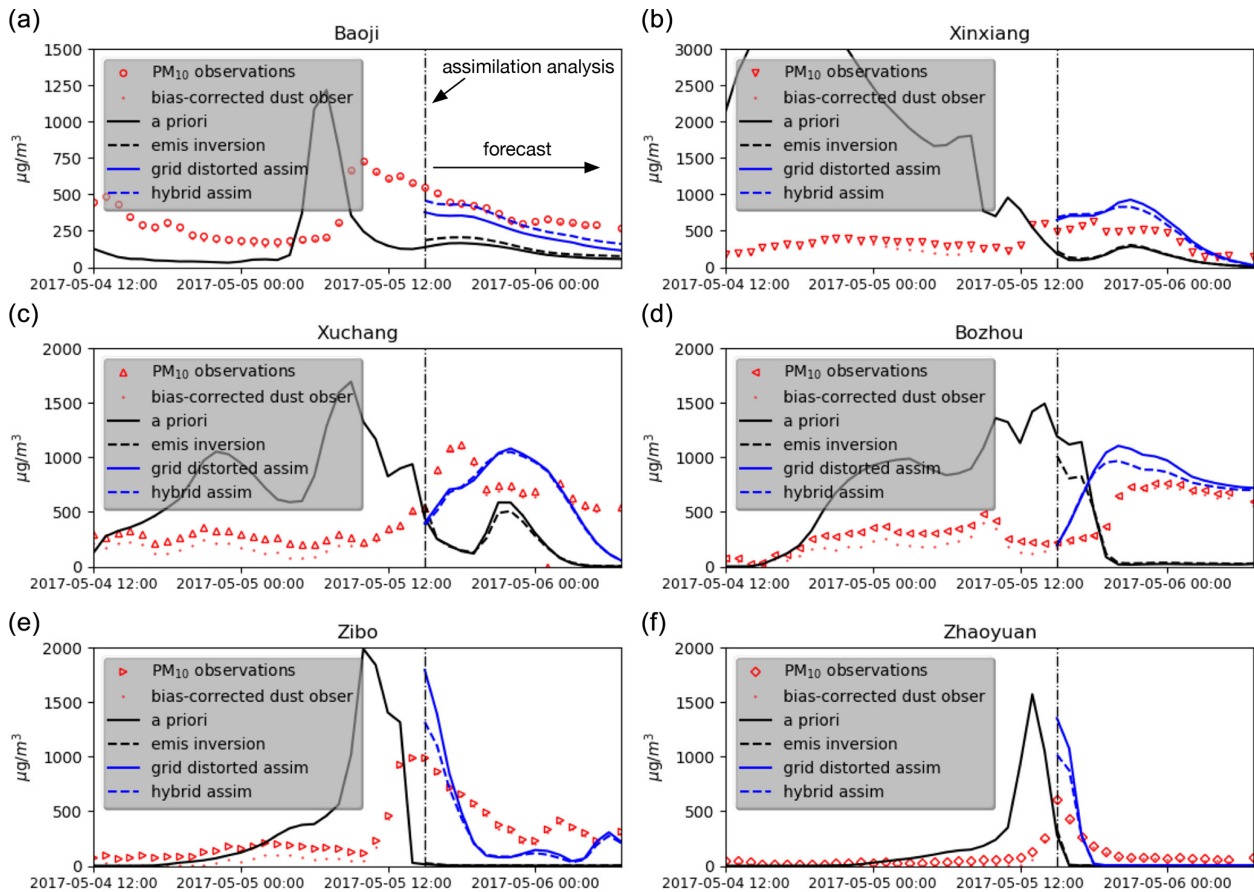 (a)
Baoji
1500
1250
1000
750
500
250
0
μg/m³
PM₁₀ observations
bias-corrected dust obser
a priori
emis inversion
grid distorted assim
hybrid assim
assimilation analysis
forecast
2017-05-04 12:00
2017-05-05 00:00
2017-05-05 12:00
2017-05-06 00:00
(b)
Xinxiang
3000
2500
2000
1500
1000
500
0
μg/m³
PM₁₀ observations
bias-corrected dust obser
a priori
emis inversion
grid distorted assim
hybrid assim
2017-05-04 12:00
2017-05-05 00:00
2017-05-05 12:00
2017-05-06 00:00
(c)
Xuchang
2000
1500
1000
500
0
μg/m³
PM₁₀ observations
bias-corrected dust obser
a priori
emis inversion
grid distorted assim
hybrid assim
2017-05-04 12:00
2017-05-05 00:00
2017-05-05 12:00
2017-05-06 00:00
(d)
Bozhou
2000
1500
1000
500
0
μg/m³
PM₁₀ observations
bias-corrected dust obser
a priori
emis inversion
grid distorted assim
hybrid assim
2017-05-04 12:00
2017-05-05 00:00
2017-05-05 12:00
2017-05-06 00:00
(e)
Zibo
2000
1500
1000
500
0
μg/m³
PM₁₀ observations
bias-corrected dust obser
a priori
emis inversion
grid distorted assim
hybrid assim
2017-05-04 12:00
2017-05-05 00:00
2017-05-05 12:00
2017-05-06 00:00
(f)
Zhaoyuan
2000
1500
1000
500
0
μg/m³
PM₁₀ observations
bias-corrected dust obser
a priori
emis inversion
grid distorted assim
hybrid assim
2017-05-04 12:00
2017-05-05 00:00
2017-05-05 12:00
2017-05-06 00:00